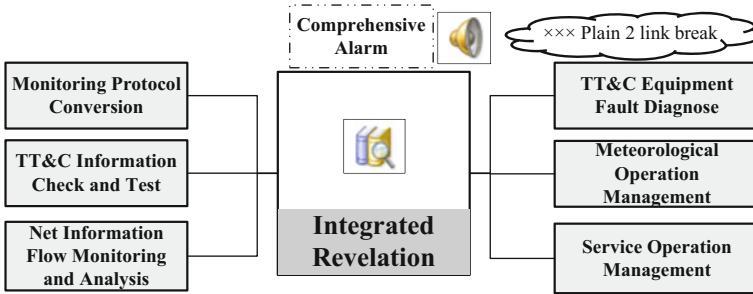 Comprehensive
Alarm
××× Plain 2 link break
Monitoring Protocol
Conversion
TT&C Information
Check and Test
Net Information
Flow Monitoring
and Analysis
Integrated
Revelation
TT&C Equipment
Fault Diagnose
Meteorological
Operation
Management
Service Operation
Management